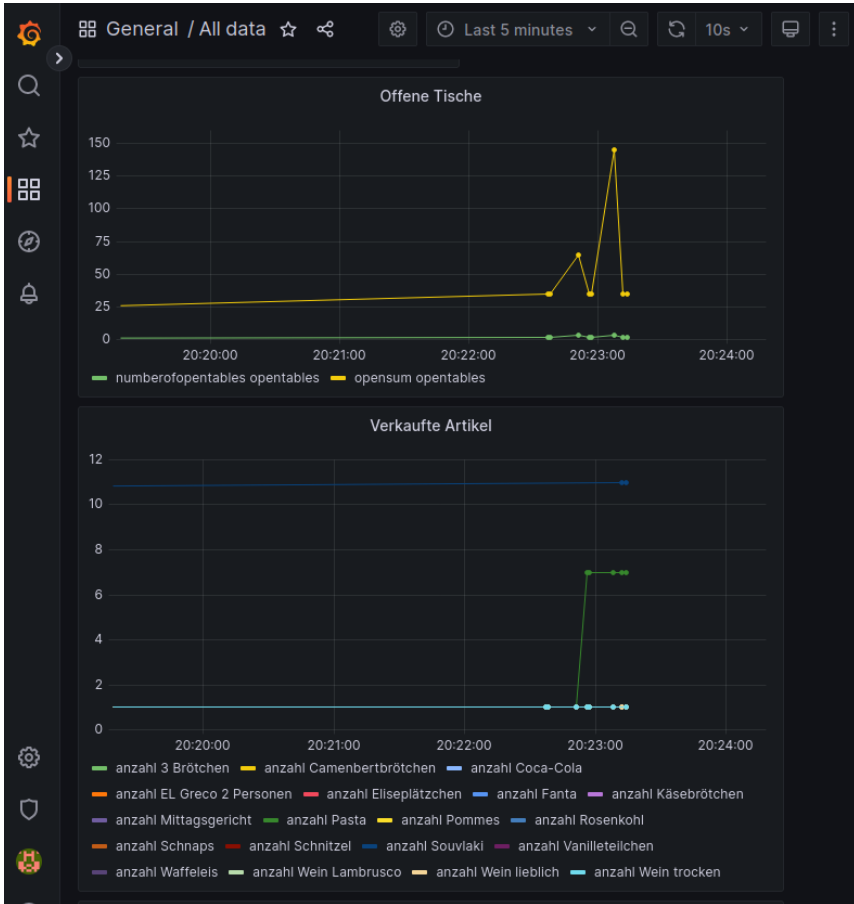 General / All data
Last 5 minutes
10s
Offene Tische
150
125
100
75
50
25
0
20:20:00 20:21:00 20:22:00 20:23:00 20:24:00
numberofopentables opentables opensum opentables
Verkaufte Artikel
12
10
8
6
4
2
0
20:20:00 20:21:00 20:22:00 20:23:00 20:24:00
anzahl 3 Brötchen anzahl Camenbertbrötchen anzahl Coca-Cola
anzahl EL Greco 2 Personen anzahl Eliseplätzchen anzahl Fanta anzahl Käsebrötchen
anzahl Mittagsgericht anzahl Pasta anzahl Pommes anzahl Rosenkohl
anzahl Schnaps anzahl Schnitzel anzahl Souvlaki anzahl Vanilleteilchen
anzahl Waffeleis anzahl Wein Lambrusco anzahl Wein lieblich anzahl Wein trocken